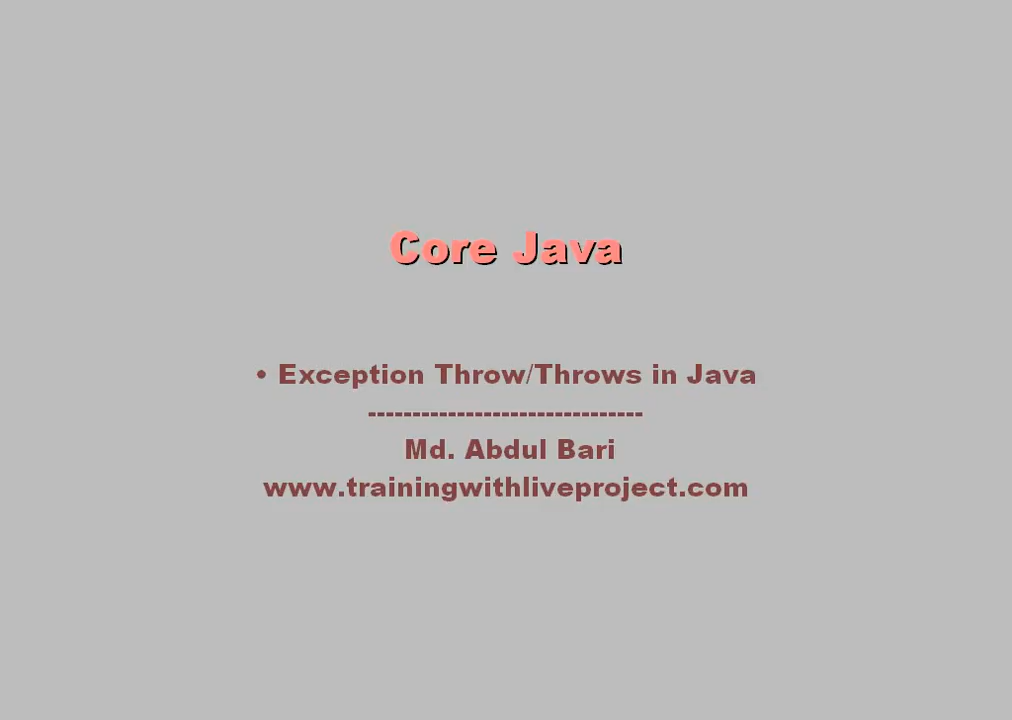 Core Java
• Exception Throw/Throws in Java
-------------------------------
Md. Abdul Bari
www.trainingwithliveproject.com